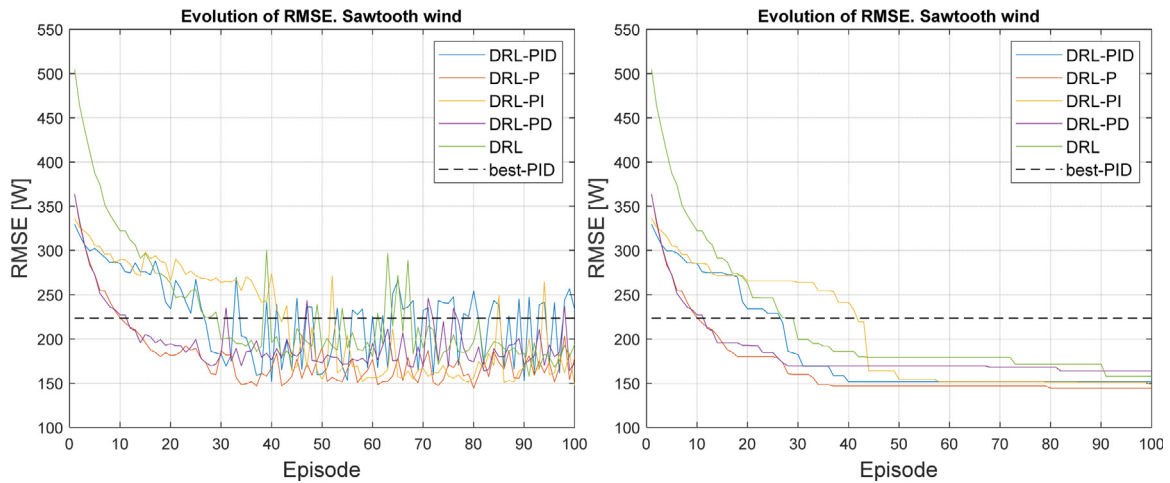 Evolution of RMSE. Sawtooth wind
RMSE [W]
550
500
450
400
350
300
250
200
150
100
0 10 20 30 40 50 60 70 80 90 100
Episode
DRL-PID
DRL-P
DRL-PI
DRL-PD
DRL
best-PID
Evolution of RMSE. Sawtooth wind
RMSE [W]
550
500
450
400
350
300
250
200
150
100
0 10 20 30 40 50 60 70 80 90 100
Episode
DRL-PID
DRL-P
DRL-PI
DRL-PD
DRL
best-PID